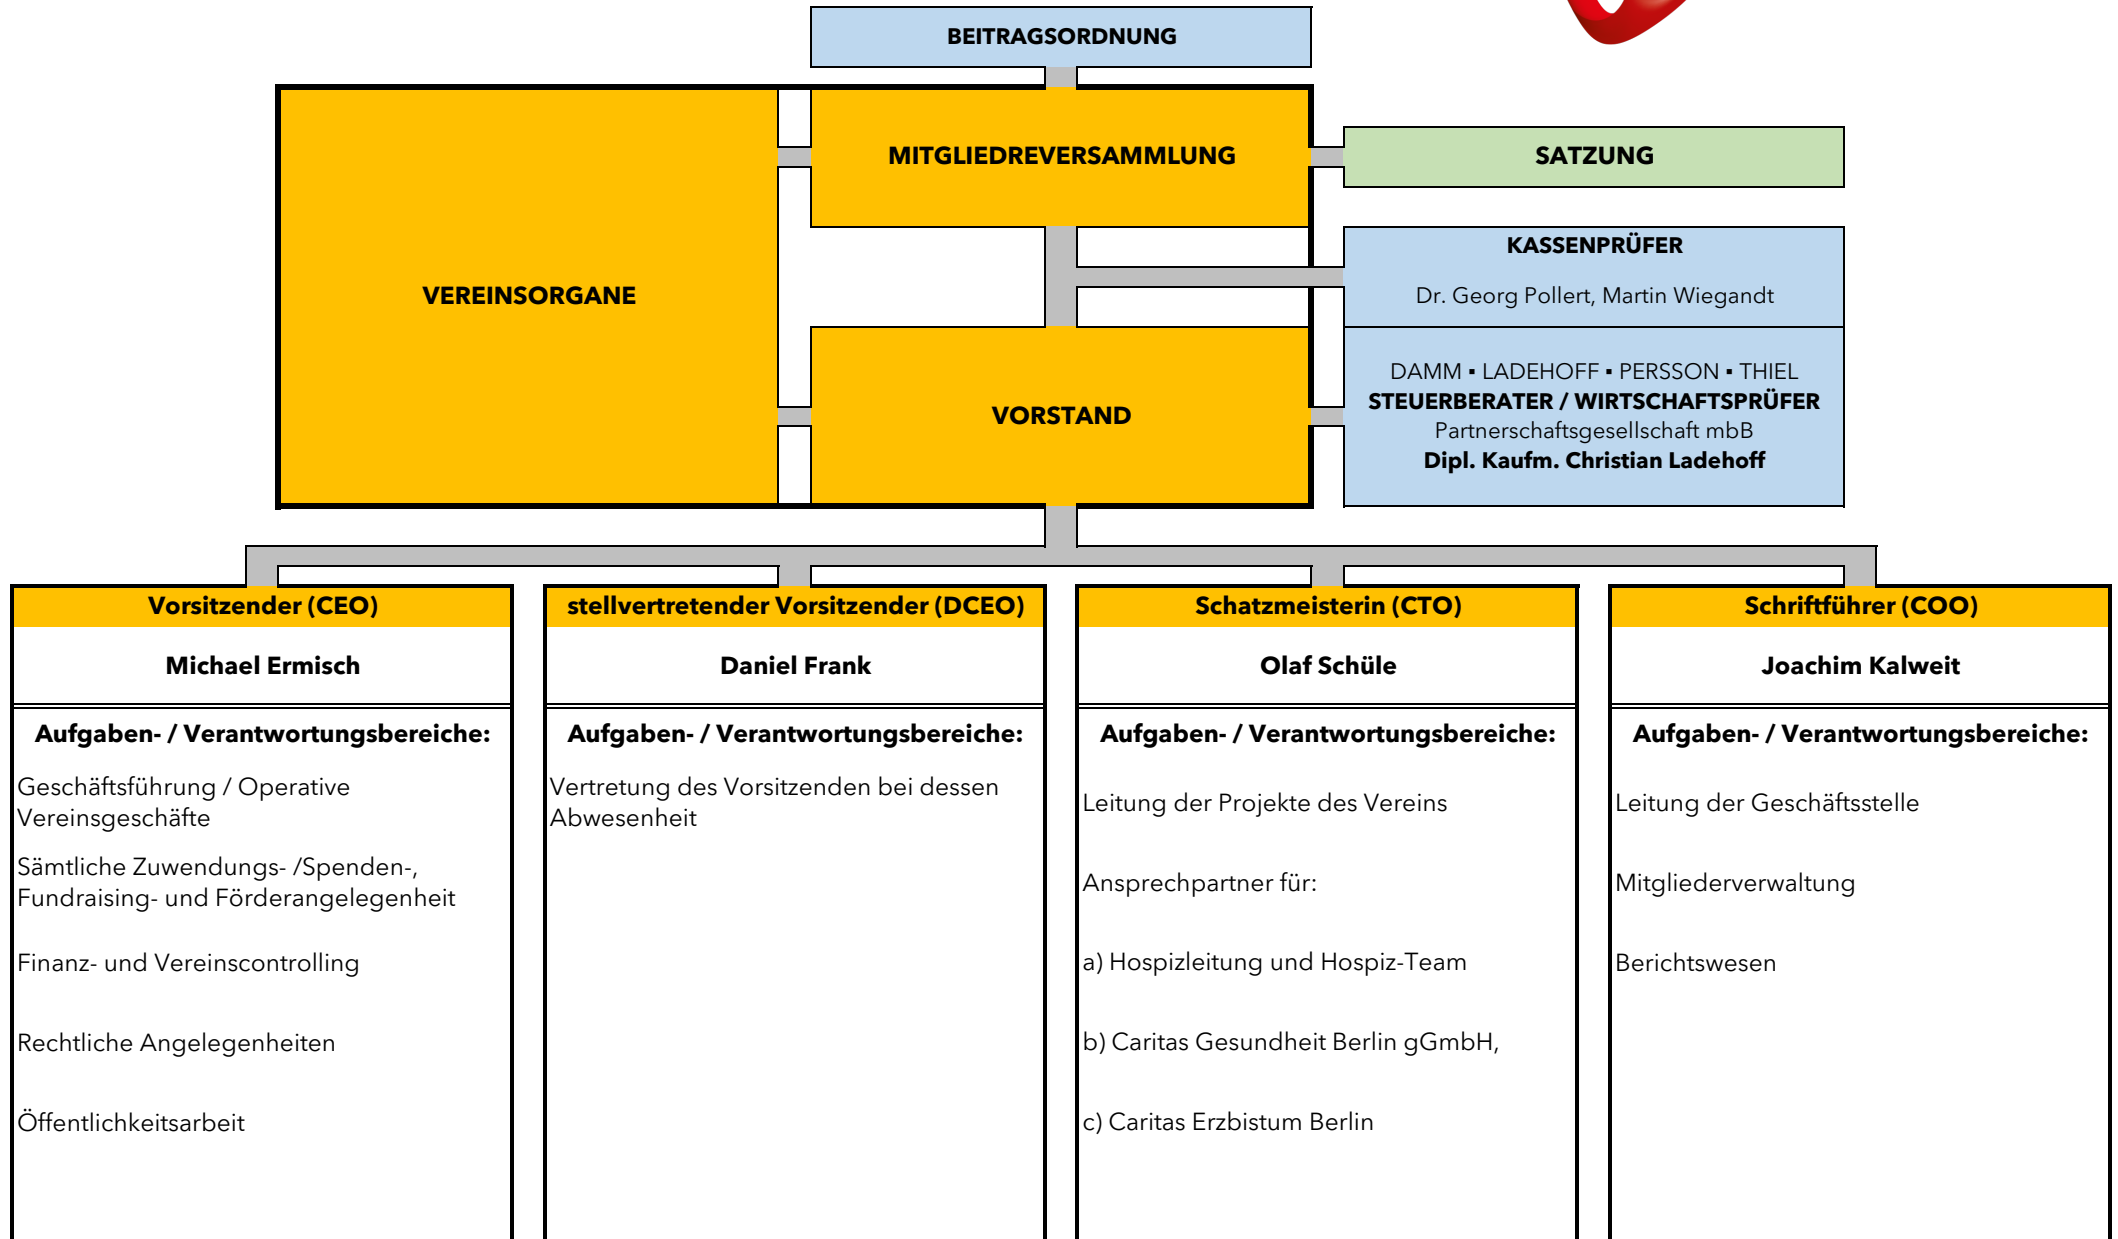 BEITRAGSORDNUNG
MITGLIEDREVERSAMMLUNG
SATZUNG
VEREINSORGANE
KASSENPRÜFER
Dr. Georg Pollert, Martin Wiegandt
VORSTAND
DAMM ▪ LADEHOFF ▪ PERSSON ▪ THIEL
STEUERBERATER / WIRTSCHAFTSPRÜFER
Partnerschaftsgesellschaft mbB
Dipl. Kaufm. Christian Ladehoff
Vorsitzender (CEO)
Michael Ermisch
Aufgaben- / Verantwortungsbereiche:
Geschäftsführung / Operative
Vereinsgeschäfte
Sämtliche Zuwendungs- /Spenden-,
Fundraising- und Förderangelegenheit
Finanz- und Vereinscontrolling
Rechtliche Angelegenheiten
Öffentlichkeitsarbeit
stellvertretender Vorsitzender (DCEO)
Daniel Frank
Aufgaben- / Verantwortungsbereiche:
Vertretung des Vorsitzenden bei dessen
Abwesenheit
Schatzmeisterin (CTO)
Olaf Schüle
Aufgaben- / Verantwortungsbereiche:
Leitung der Projekte des Vereins
Ansprechpartner für:
a) Hospizleitung und Hospiz-Team
b) Caritas Gesundheit Berlin gGmbH,
c) Caritas Erzbistum Berlin
Schriftführer (COO)
Joachim Kalweit
Aufgaben- / Verantwortungsbereiche:
Leitung der Geschäftsstelle
Mitgliederverwaltung
Berichtswesen